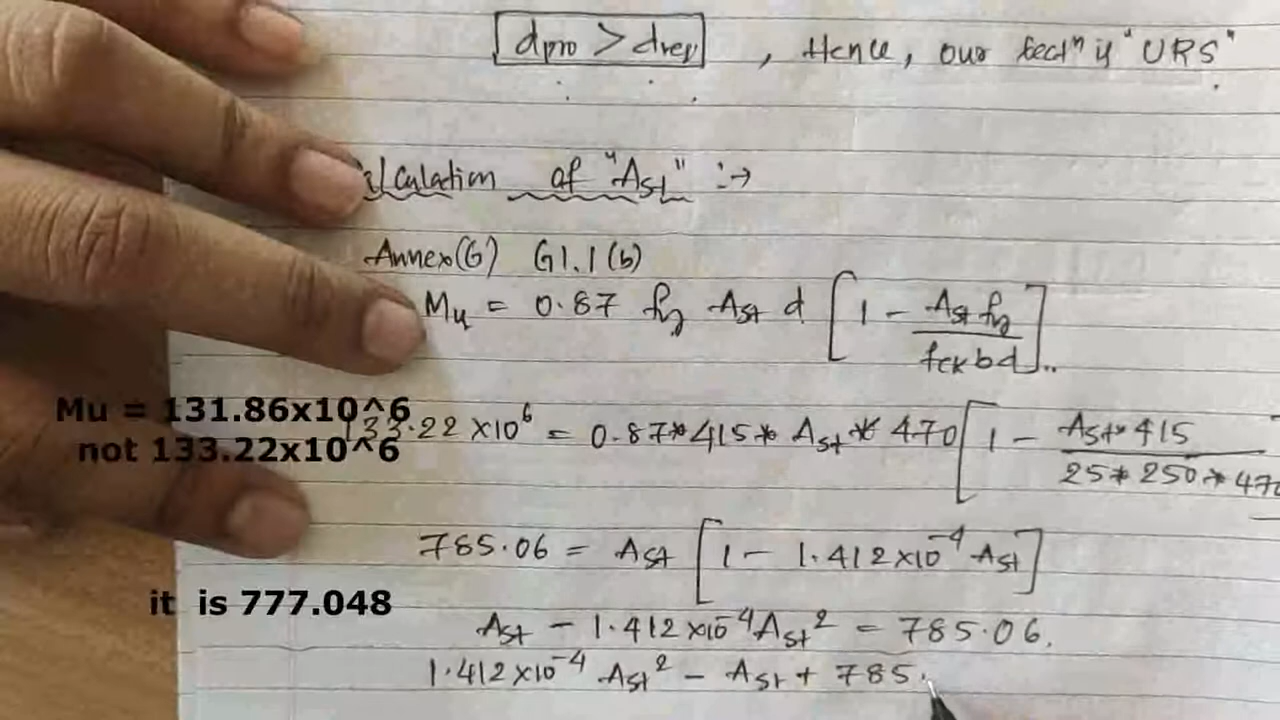 dpro > dreq , Hence, our sectn is "URS"
lculation of "Ast" :→
Annex(G) G1.1(b)
Mu = 0.87 fy Ast d [1 - Ast fy / fck b d]..
Mu = 131.86x10^6
not 133.22x10^6
133.22 x10⁶ = 0.87*415* Ast * 470 [1 - Ast* 415 / 25* 250 * 470
785.06 = Ast [1 - 1.412x10⁻⁴ Ast]
it is 777.048
Ast - 1.412x10⁻⁴Ast² = 785.06.
1.412x10⁻⁴ Ast² - Ast + 785.